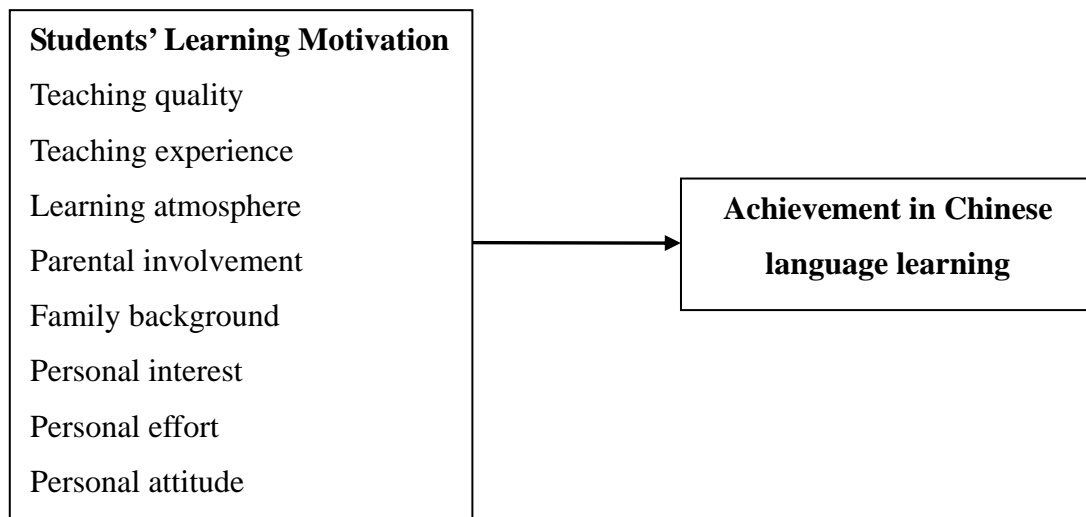 Students’ Learning Motivation
Teaching quality
Teaching experience
Learning atmosphere
Parental involvement
Family background
Personal interest
Personal effort
Personal attitude
Achievement in Chinese
language learning